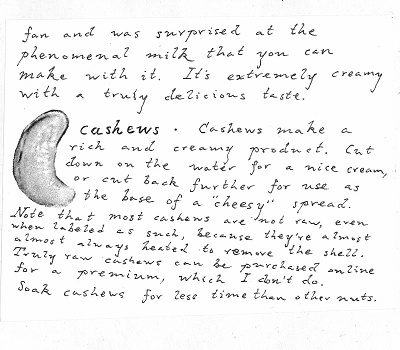 fan and was surprised at the
phenomenal milk that you can
make with it. It's extremely creamy
with a truly delicious taste.
cashews. Cashews make a
rich and creamy product. Cut
down on the water for a nice cream,
or cut back further for use as
the base of a "cheesy" spread.
Note that most cashews are not raw, even
when labeled as such, because they're almost
almost always heated to remove the shell.
Truly raw cashews can be purchased online
for a premium, which I don't do.
Soak cashews for less time than other nuts.